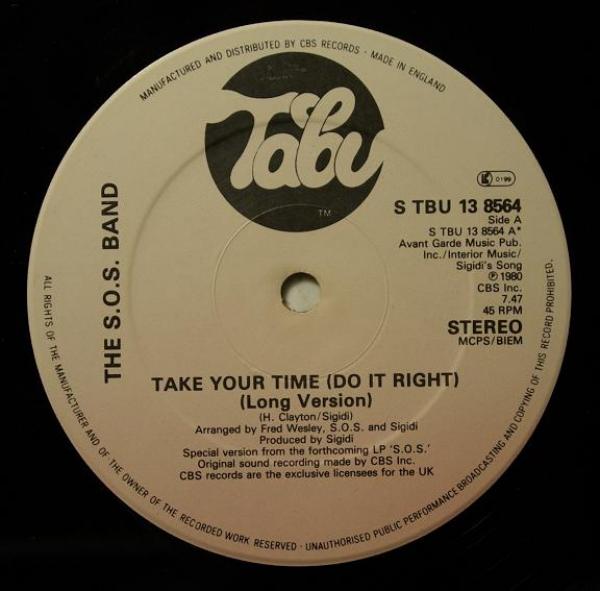 MANUFACTURED AND DISTRIBUTED BY CBS RECORDS - MADE IN ENGLAND
Tabu
TM
THE S.O.S. BAND
LC 0199
S TBU 13 8564
Side A
S TBU 13 8564 A*
Avant Garde Music Pub.
Inc./Interior Music/
Sigidi's Song
℗ 1980
CBS Inc.
7.47
45 RPM
STEREO
MCPS/BIEM
TAKE YOUR TIME (DO IT RIGHT)
(Long Version)
(H. Clayton/Sigidi)
Arranged by Fred Wesley, S.O.S. and Sigidi
Produced by Sigidi
Special version from the forthcoming LP 'S.O.S.'
Original sound recording made by CBS Inc.
CBS records are the exclusive licensees for the UK
ALL RIGHTS OF THE MANUFACTURER AND OF THE OWNER OF THE RECORDED WORK RESERVED · UNAUTHORISED PUBLIC PERFORMANCE BROADCASTING AND COPYING OF THIS RECORD PROHIBITED.